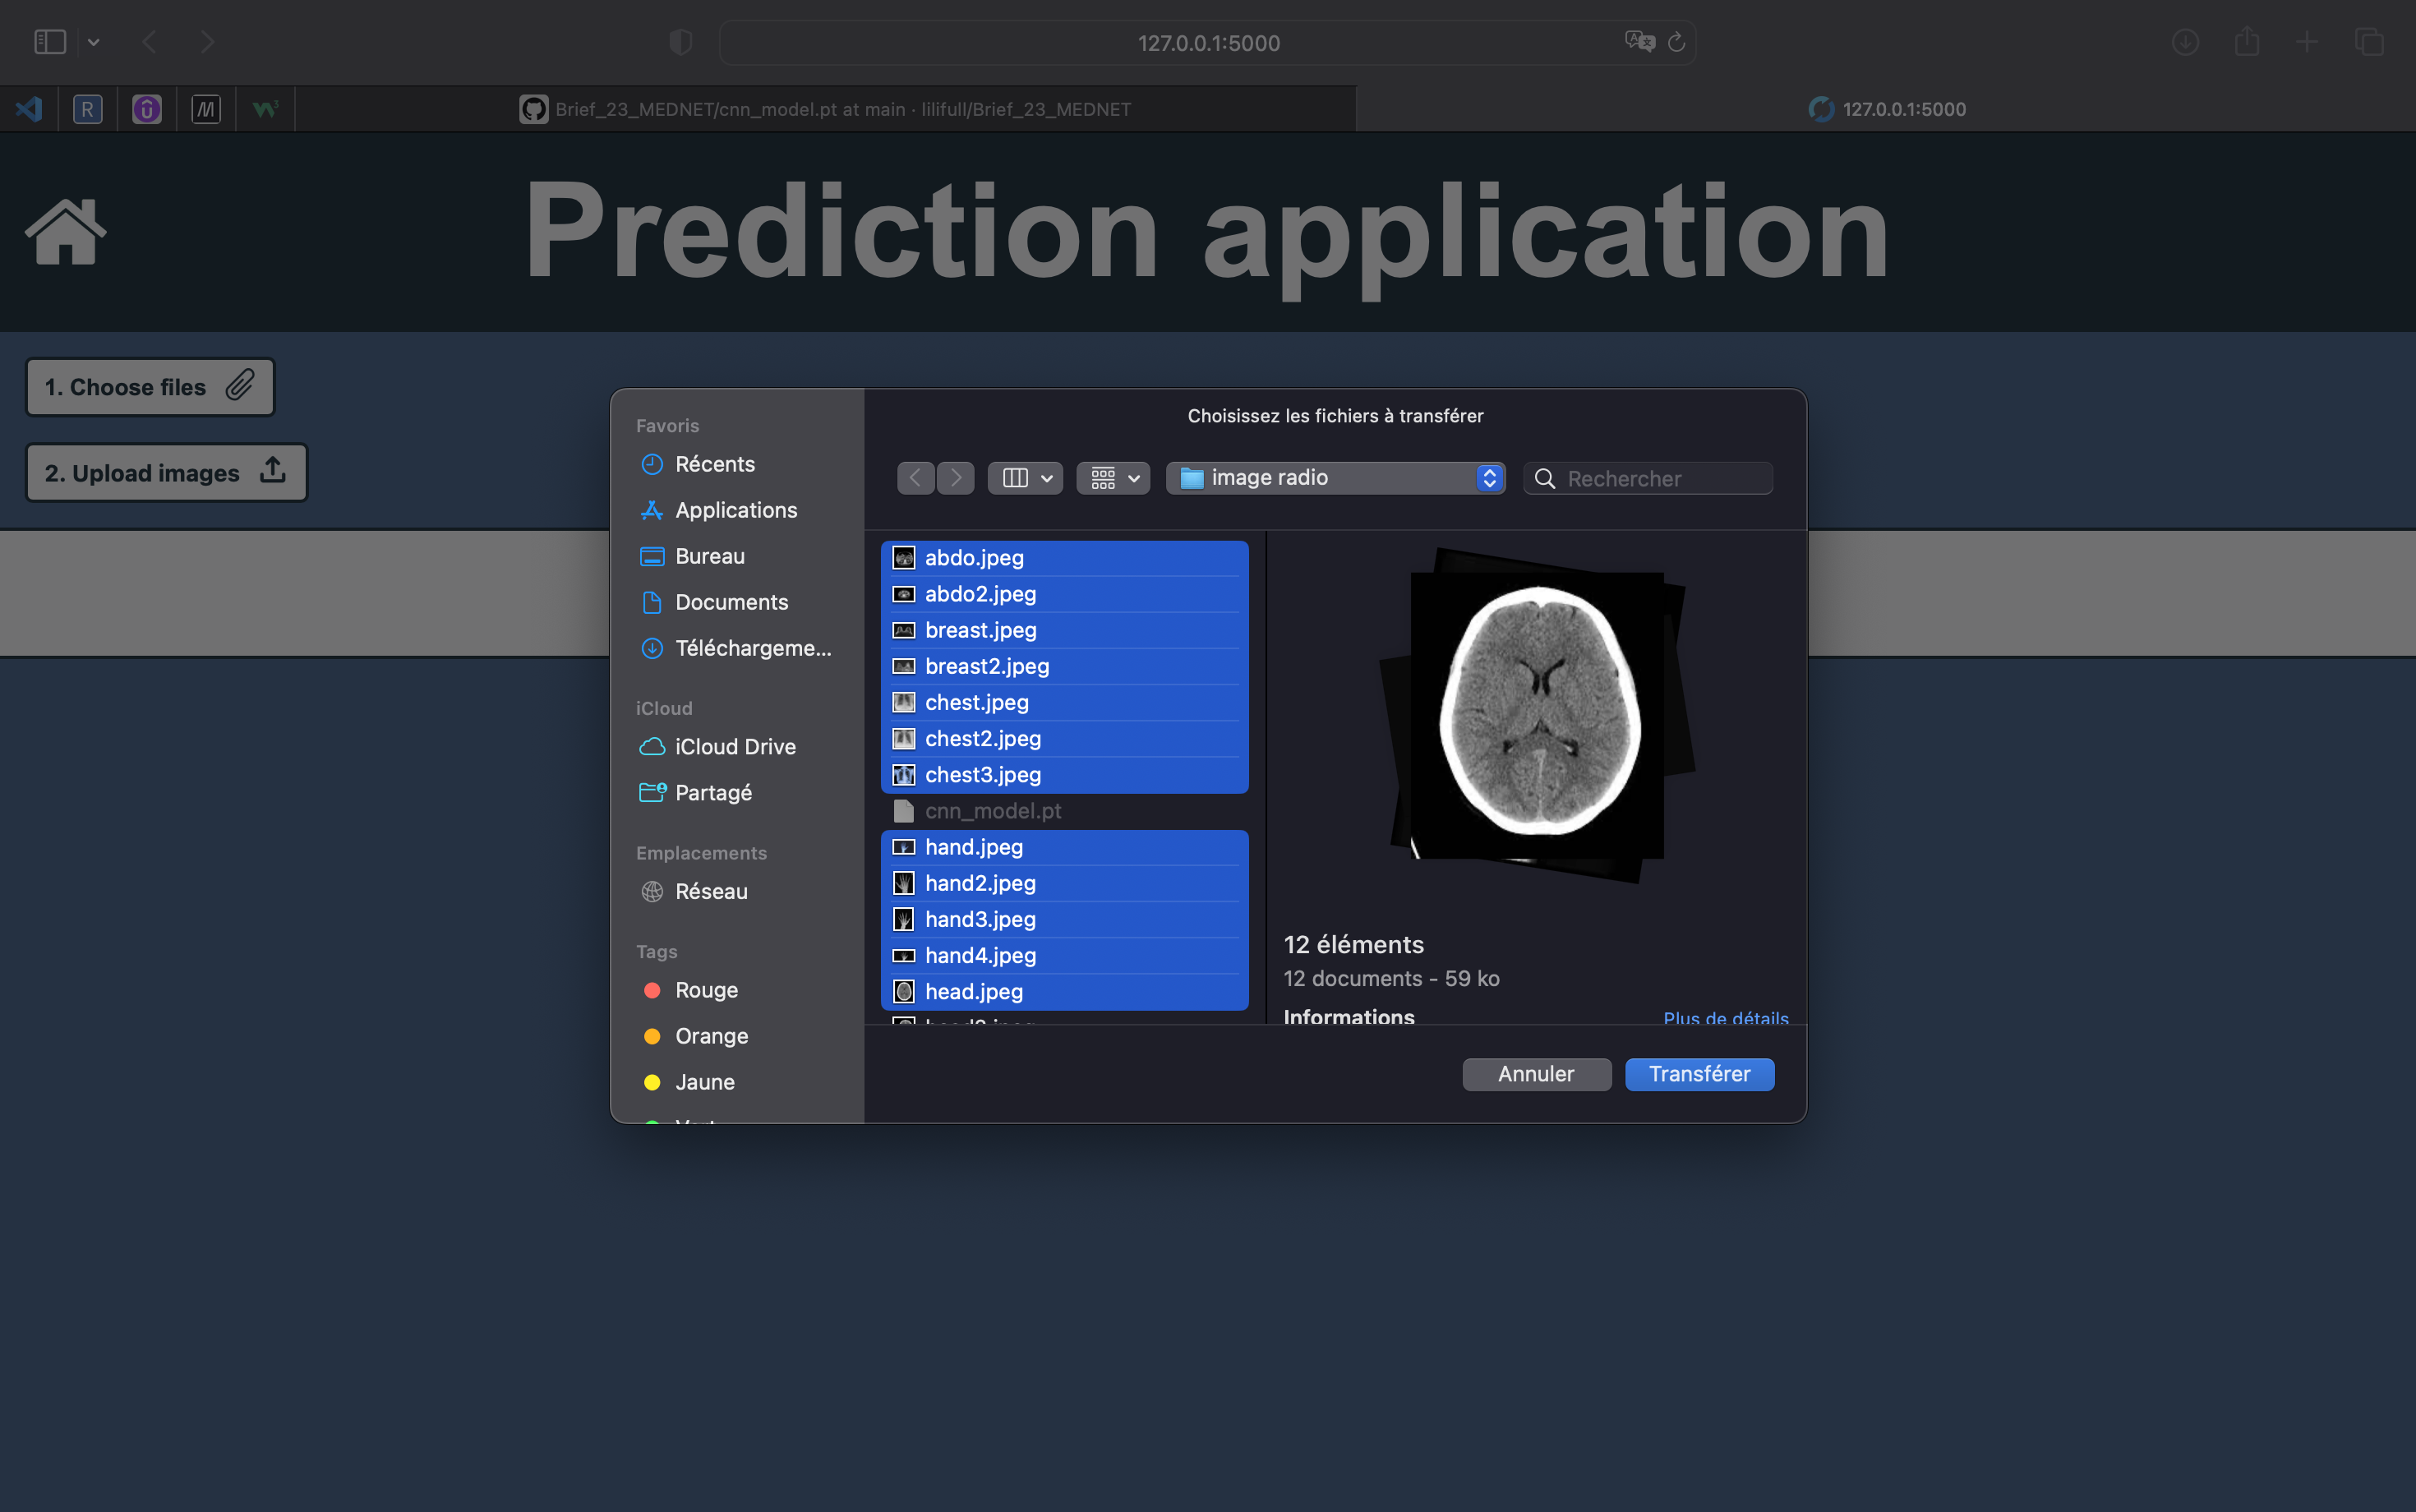 127.0.0.1:5000
Brief_23_MEDNET/cnn_model.pt at main · lilifull/Brief_23_MEDNET
127.0.0.1:5000
Prediction application
1. Choose files
2. Upload images
Choisissez les fichiers à transférer
Favoris
Récents
Applications
Bureau
Documents
Téléchargeme...
iCloud
iCloud Drive
Partagé
Emplacements
Réseau
Tags
Rouge
Orange
Jaune
image radio
Rechercher
abdo.jpeg
abdo2.jpeg
breast.jpeg
breast2.jpeg
chest.jpeg
chest2.jpeg
chest3.jpeg
cnn_model.pt
hand.jpeg
hand2.jpeg
hand3.jpeg
hand4.jpeg
head.jpeg
12 éléments
12 documents - 59 ko
Informations
Plus de détails
Annuler
Transférer